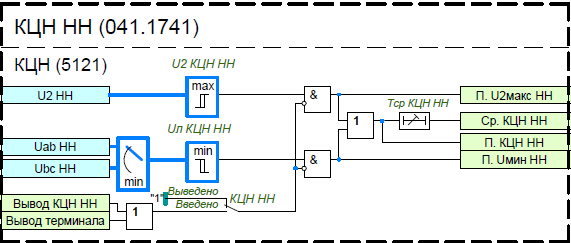 КЦН НН (041.1741)
КЦН (5121)
U2 КЦН НН
U2 НН
max
&
П. U2макс НН
Тср КЦН НН
1
Ср. КЦН НН
Uл КЦН НН
Uab НН
min
П. КЦН НН
Ubc НН
min
&
П. Uмин НН
"1"
Выведено
КЦН НН
Введено
Вывод КЦН НН
1
Вывод терминала